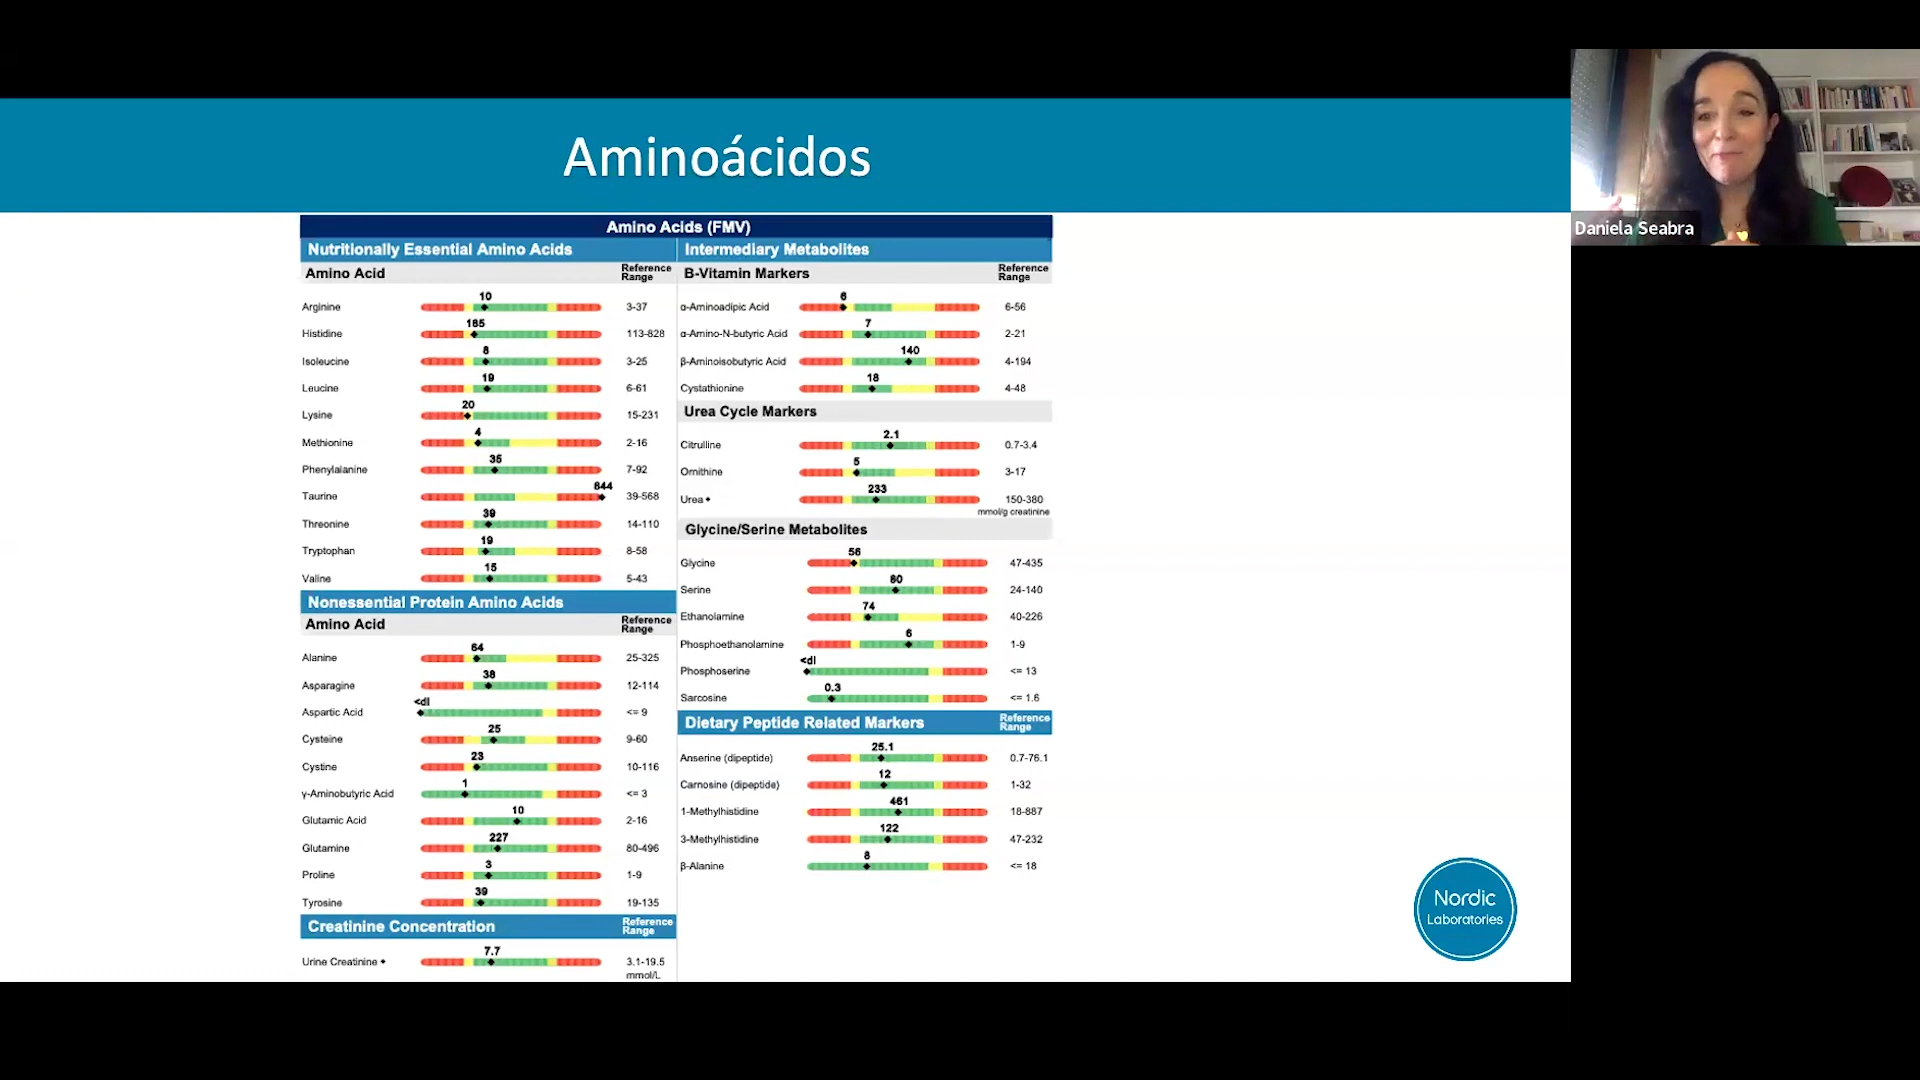 Aminoácidos
Daniela Seabra
Amino Acids (FMV)
Nutritionally Essential Amino Acids
Amino Acid Reference Range
Arginine 10 3-37
Histidine 185 113-828
Isoleucine 8 3-25
Leucine 19 6-61
Lysine 20 15-231
Methionine 4 2-16
Phenylalanine 35 7-92
Taurine 844 39-568
Threonine 39 14-110
Tryptophan 19 8-58
Valine 15 5-43
Nonessential Protein Amino Acids
Amino Acid Reference Range
Alanine 64 25-325
Asparagine 38 12-114
Aspartic Acid <dl <= 9
Cysteine 25 9-60
Cystine 23 10-116
γ-Aminobutyric Acid 1 <= 3
Glutamic Acid 10 2-16
Glutamine 227 80-496
Proline 3 1-9
Tyrosine 39 19-135
Creatinine Concentration Reference Range
Urine Creatinine ◆ 7.7 3.1-19.5
mmol/L
Intermediary Metabolites
B-Vitamin Markers Reference Range
α-Aminoadipic Acid 6 6-56
α-Amino-N-butyric Acid 7 2-21
β-Aminoisobutyric Acid 140 4-194
Cystathionine 18 4-48
Urea Cycle Markers
Citrulline 2.1 0.7-3.4
Ornithine 5 3-17
Urea ◆ 233 150-380
mmol/g creatinine
Glycine/Serine Metabolites
Glycine 56 47-435
Serine 80 24-140
Ethanolamine 74 40-226
Phosphoethanolamine 6 1-9
Phosphoserine <dl <= 13
Sarcosine 0.3 <= 1.6
Dietary Peptide Related Markers Reference Range
Anserine (dipeptide) 25.1 0.7-76.1
Carnosine (dipeptide) 12 1-32
1-Methylhistidine 461 18-887
3-Methylhistidine 122 47-232
β-Alanine 8 <= 18
Nordic
Laboratories